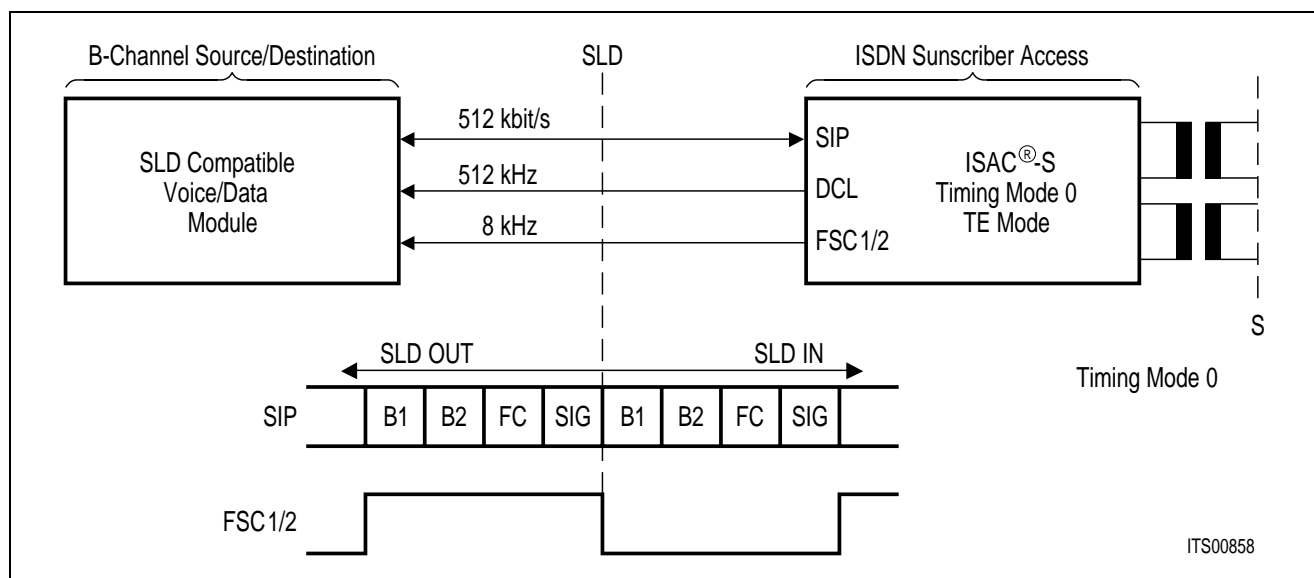 B-Channel Source/Destination
SLD
ISDN Sunscriber Access
SLD Compatible
Voice/Data
Module
512 kbit/s
512 kHz
8 kHz
SIP
DCL
FSC1/2
ISAC®-S
Timing Mode 0
TE Mode
S
SLD OUT
SLD IN
Timing Mode 0
SIP
B1 B2 FC SIG B1 B2 FC SIG
FSC1/2
ITS00858